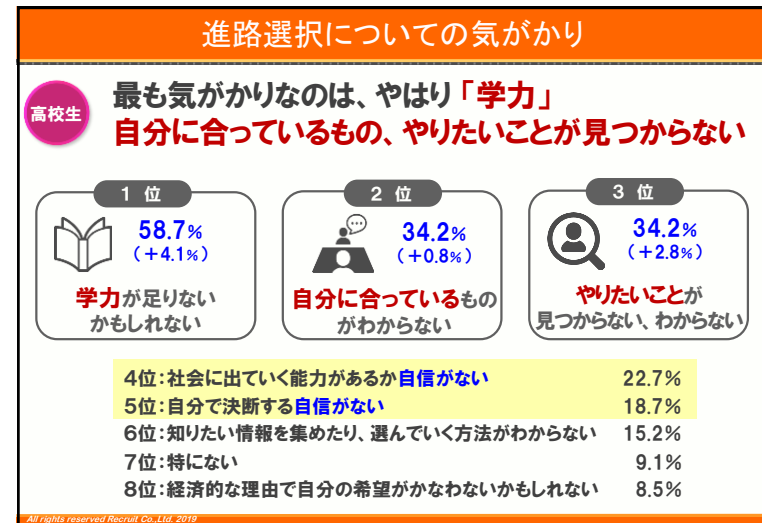 進路選択についての気がかり
高校生
最も気がかりなのは、やはり「学力」
自分に合っているもの、やりたいことが見つからない
1 位
58.7%
(+4.1%)
学力が足りない
かもしれない
2 位
34.2%
(+0.8%)
自分に合っているもの
がわからない
3 位
34.2%
(+2.8%)
やりたいことが
見つからない、わからない
4位:社会に出ていく能力があるか自信がない 22.7%
5位:自分で決断する自信がない 18.7%
6位:知りたい情報を集めたり、選んでいく方法がわからない 15.2%
7位:特にない 9.1%
8位:経済的な理由で自分の希望がかなわないかもしれない 8.5%
All rights reserved Recruit Co.,Ltd. 2019